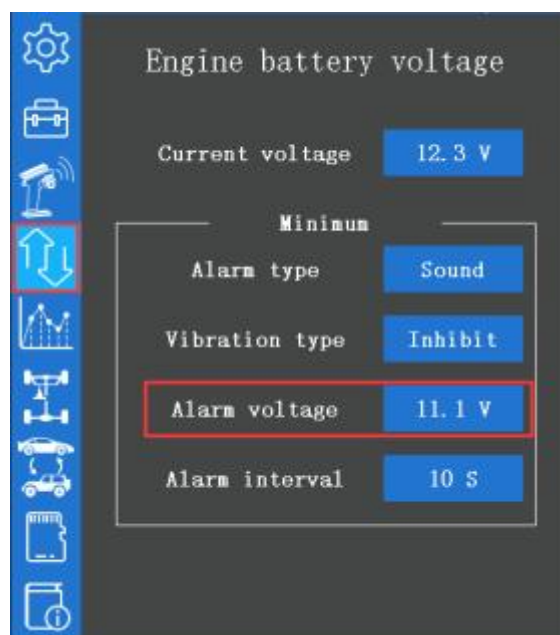 Engine battery voltage
Current voltage 12.3 V
Minimum
Alarm type Sound
Vibration type Inhibit
Alarm voltage 11.1 V
Alarm interval 10 S